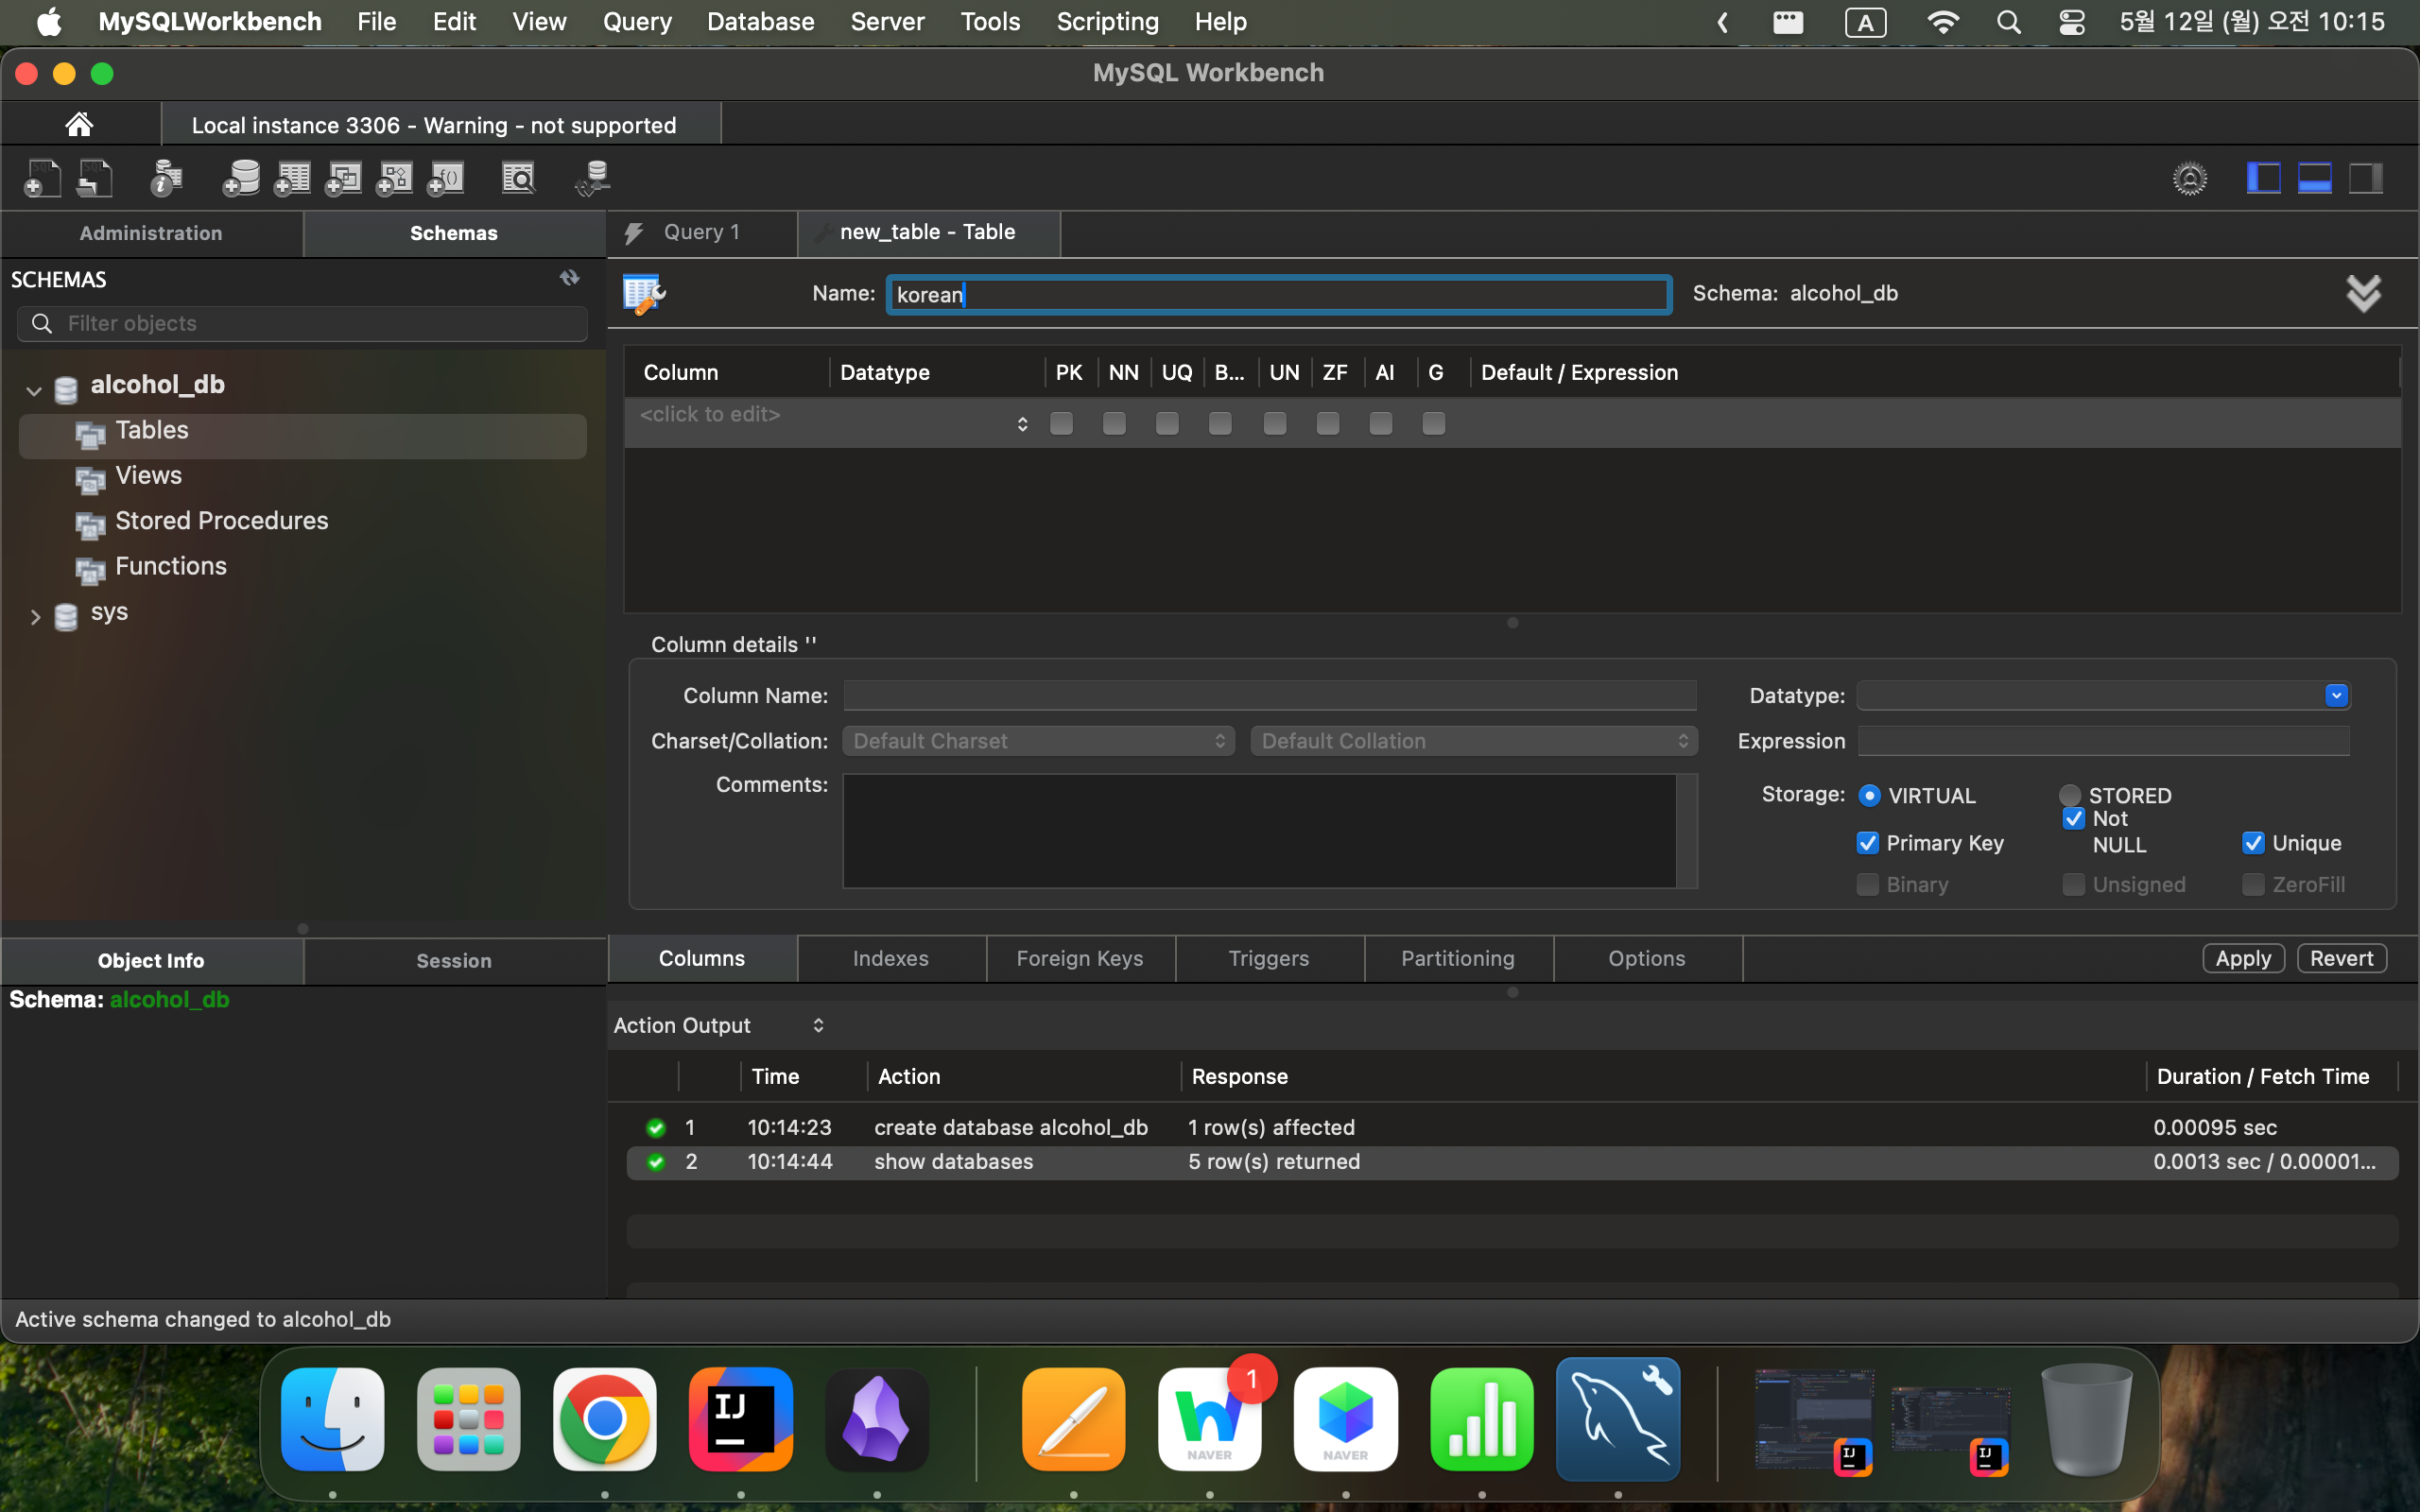 MySQLWorkbench File Edit View Query Database Server Tools Scripting Help A 5월 12일 (월) 오전 10:15
MySQL Workbench
Local instance 3306 - Warning - not supported
Administration Schemas Query 1 new_table - Table
SCHEMAS
Filter objects
Name: korean Schema: alcohol_db
Column Datatype PK NN UQ B... UN ZF AI G Default / Expression
<click to edit>
alcohol_db
Tables
Views
Stored Procedures
Functions
sys
Column details ''
Column Name: Datatype:
Charset/Collation: Default Charset Default Collation Expression
Comments:
Storage: VIRTUAL STORED
Primary Key Not NULL Unique
Binary Unsigned ZeroFill
Columns Indexes Foreign Keys Triggers Partitioning Options Apply Revert
Object Info Session
Schema: alcohol_db
Action Output
Time Action Response Duration / Fetch Time
1 10:14:23 create database alcohol_db 1 row(s) affected 0.00095 sec
2 10:14:44 show databases 5 row(s) returned 0.0013 sec / 0.00001...
Active schema changed to alcohol_db
IJ
1
NAVER
NAVER
IJ
IJ